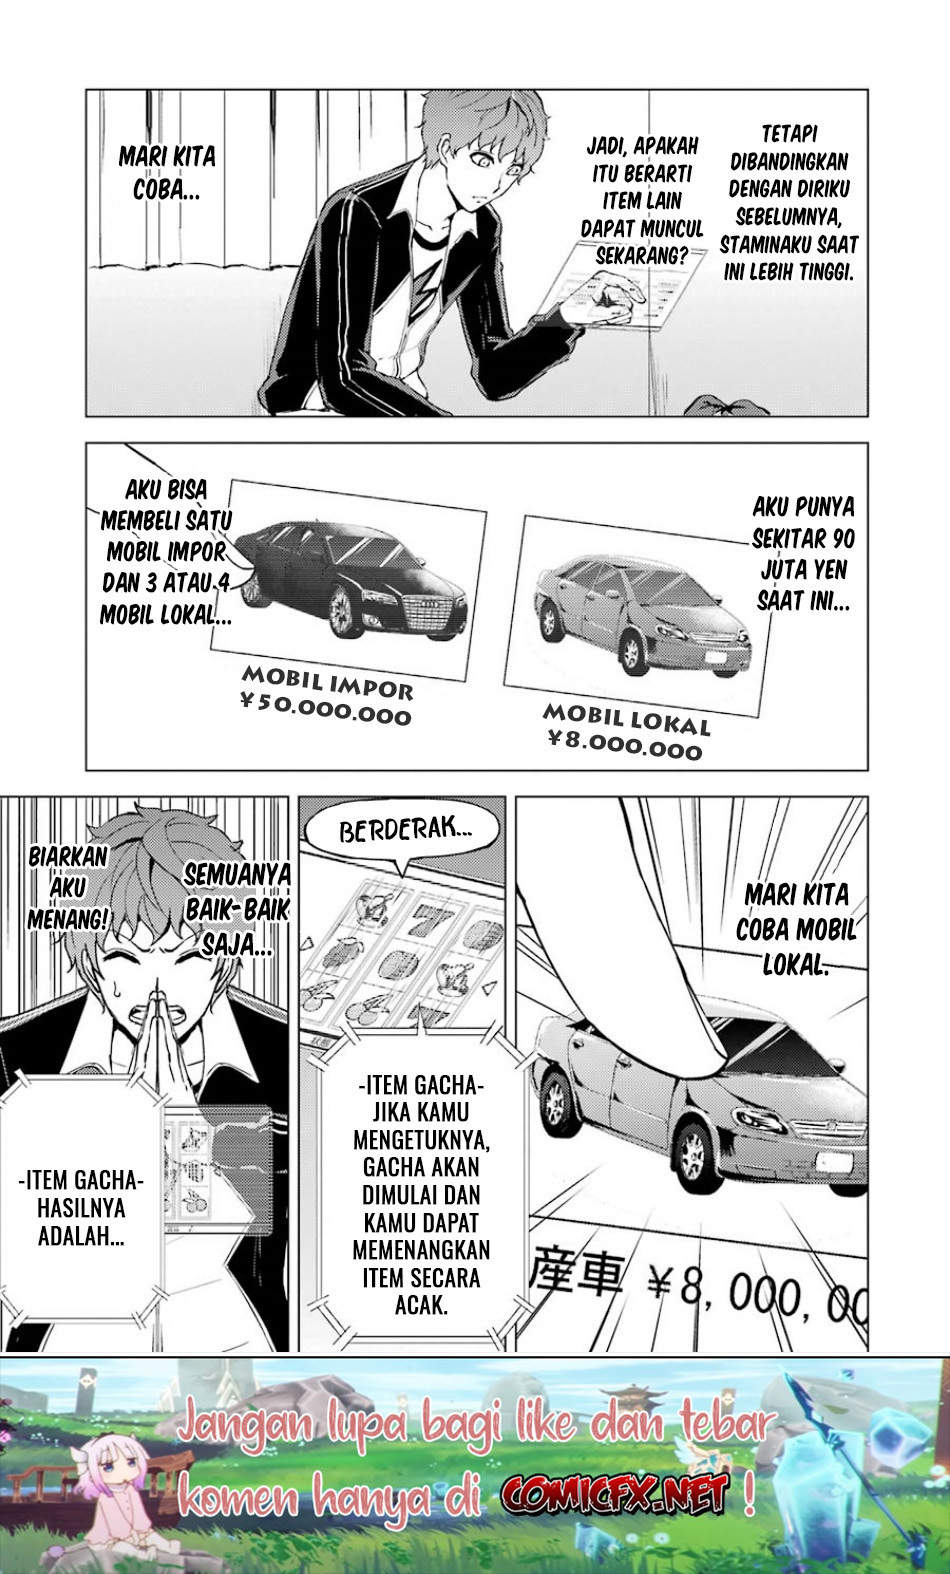 TETAPI
DIBANDINGKAN
DENGAN DIRIKU
SEBELUMNYA,
STAMINAKU SAAT
INI LEBIH TINGGI.
JADI, APAKAH
ITU BERARTI
ITEM LAIN
DAPAT MUNCUL
SEKARANG?
MARI KITA
COBA...
AKU PUNYA
SEKITAR 90
JUTA YEN
SAAT INI...
AKU BISA
MEMBELI SATU
MOBIL IMPOR
DAN 3 ATAU 4
MOBIL LOKAL...
MOBIL IMPOR
¥50.000.000
MOBIL LOKAL
¥8.000.000
MARI KITA
COBA MOBIL
LOKAL.
産車 ¥8,000,00
BERDERAK...
-ITEM GACHA-
JIKA KAMU
MENGETUKNYA,
GACHA AKAN
DIMULAI DAN
KAMU DAPAT
MEMENANGKAN
ITEM SECARA
ACAK.
SEMUANYA
BAIK-BAIK
SAJA...
BIARKAN
AKU
MENANG!
-ITEM GACHA-
HASILNYA
ADALAH...
Jangan lupa bagi like dan tebar
komen hanya di COMICFX.NET !